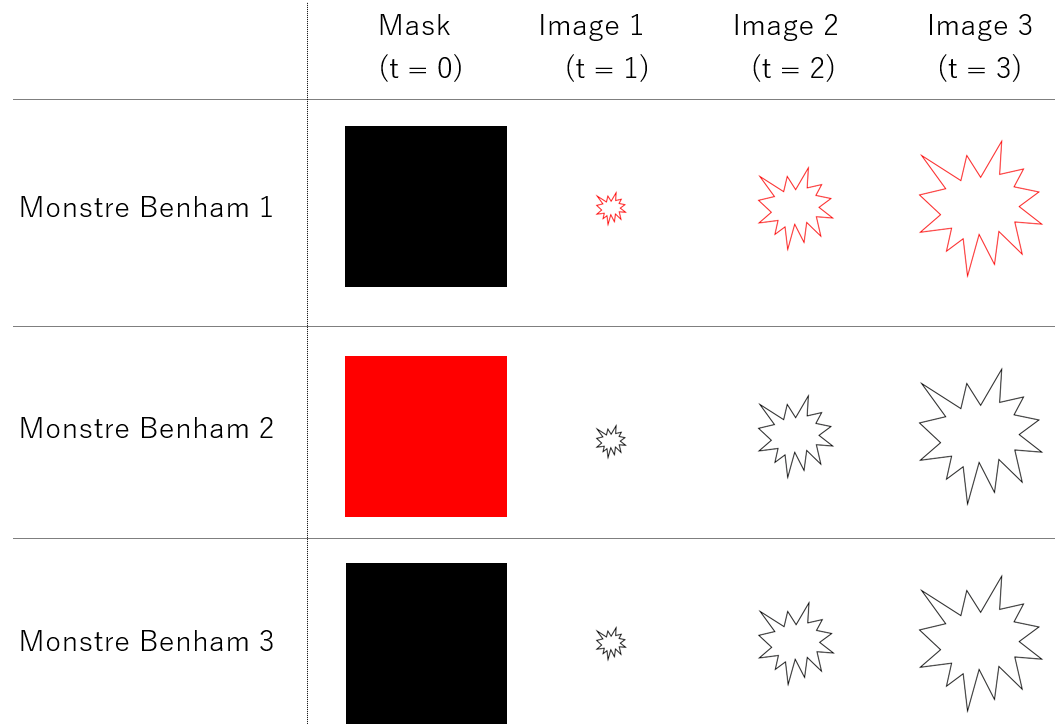 Mask Image 1 Image 2 Image 3
(t = 0) (t = 1) (t = 2) (t = 3)
Monstre Benham 1
Monstre Benham 2
Monstre Benham 3